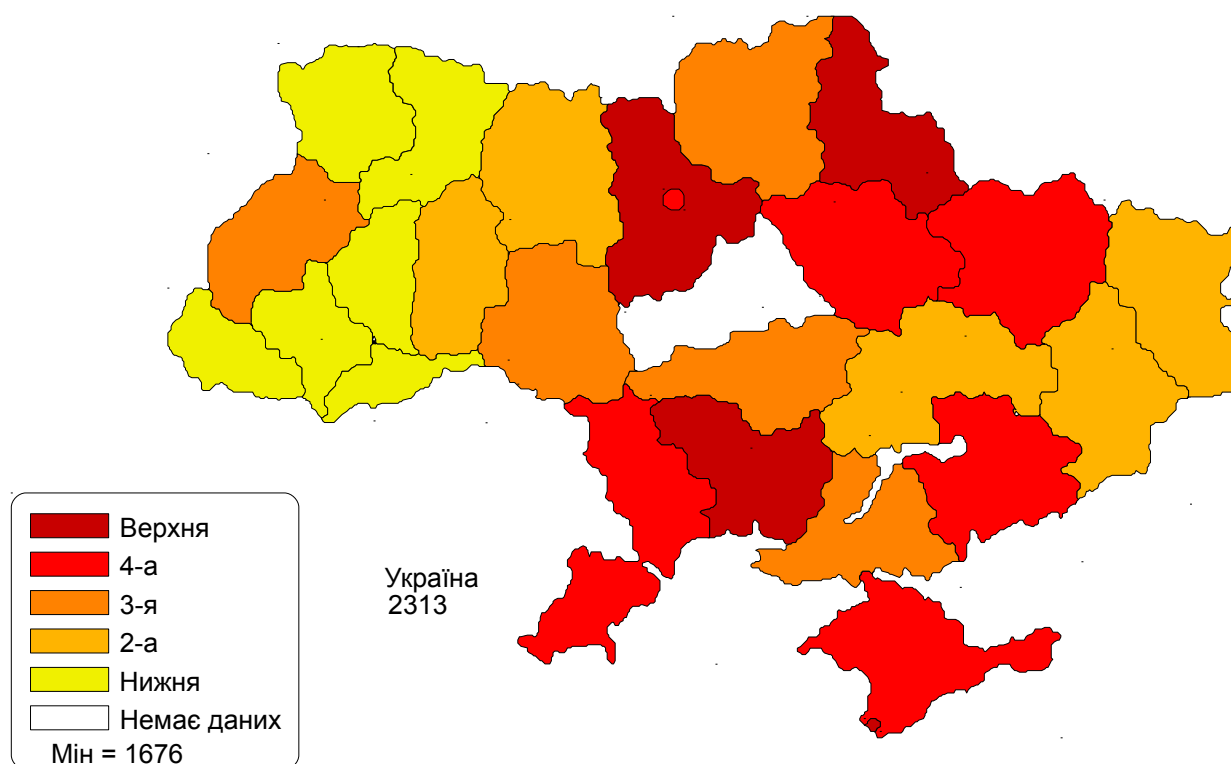 Україна
2313
Верхня
4-а
3-я
2-а
Нижня
Немає даних
Мін = 1676